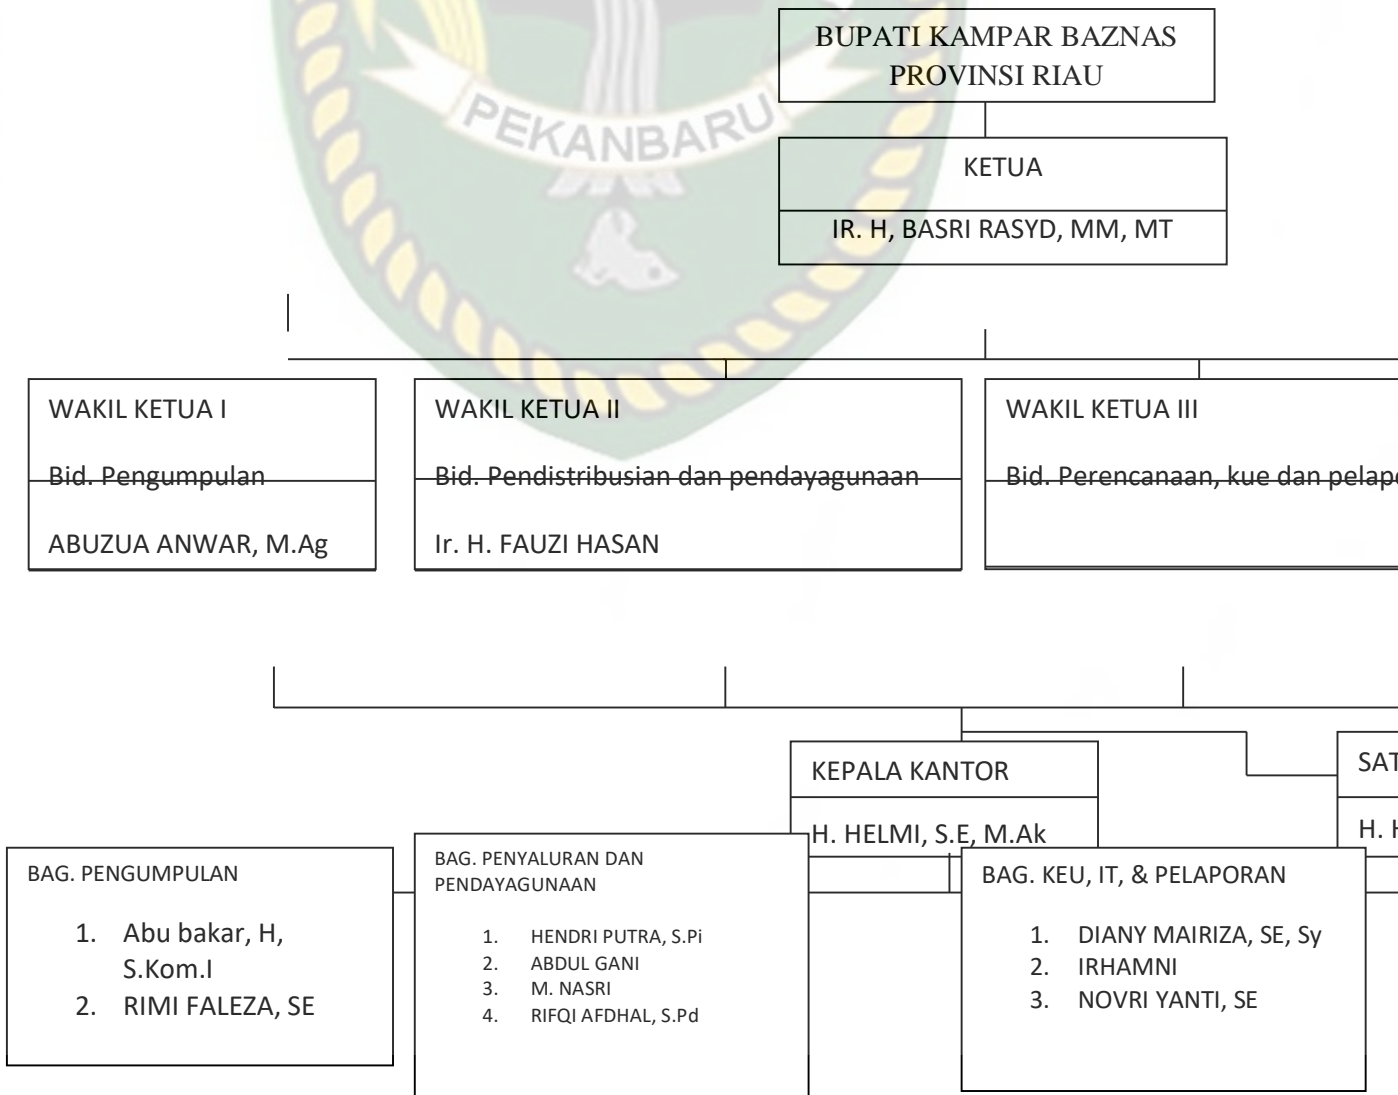 BUPATI KAMPAR BAZNAS
PROVINSI RIAU
PEKANBARU
KETUA
IR. H, BASRI RASYD, MM, MT
WAKIL KETUA I
Bid. Pengumpulan
ABUZUA ANWAR, M.Ag
WAKIL KETUA II
Bid. Pendistribusian dan pendayagunaan
Ir. H. FAUZI HASAN
WAKIL KETUA III
Bid. Perencanaan, kue dan
KEPALA KANTOR
H. HELMI, S.E, M.Ak
H.
BAG. PENGUMPULAN
1. Abu bakar, H,
S.Kom.I
2. RIMI FALEZA, SE
BAG. PENYALURAN DAN
PENDAYAGUNAAN
1. HENDRI PUTRA, S.Pi
2. ABDUL GANI
3. M. NASRI
4. RIFQI AFDHAL, S.Pd
BAG. KEU, IT, & PELAPORAN
1. DIANY MAIRIZA, SE, Sy
2. IRHAMNI
3. NOVRI YANTI, SE